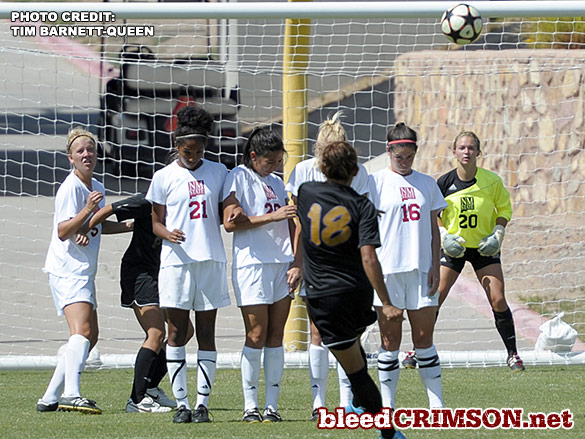 PHOTO CREDIT:
TIM BARNETT-QUEEN
NM
21
NM
18
NM
16
20
bleedCRIMSON.net